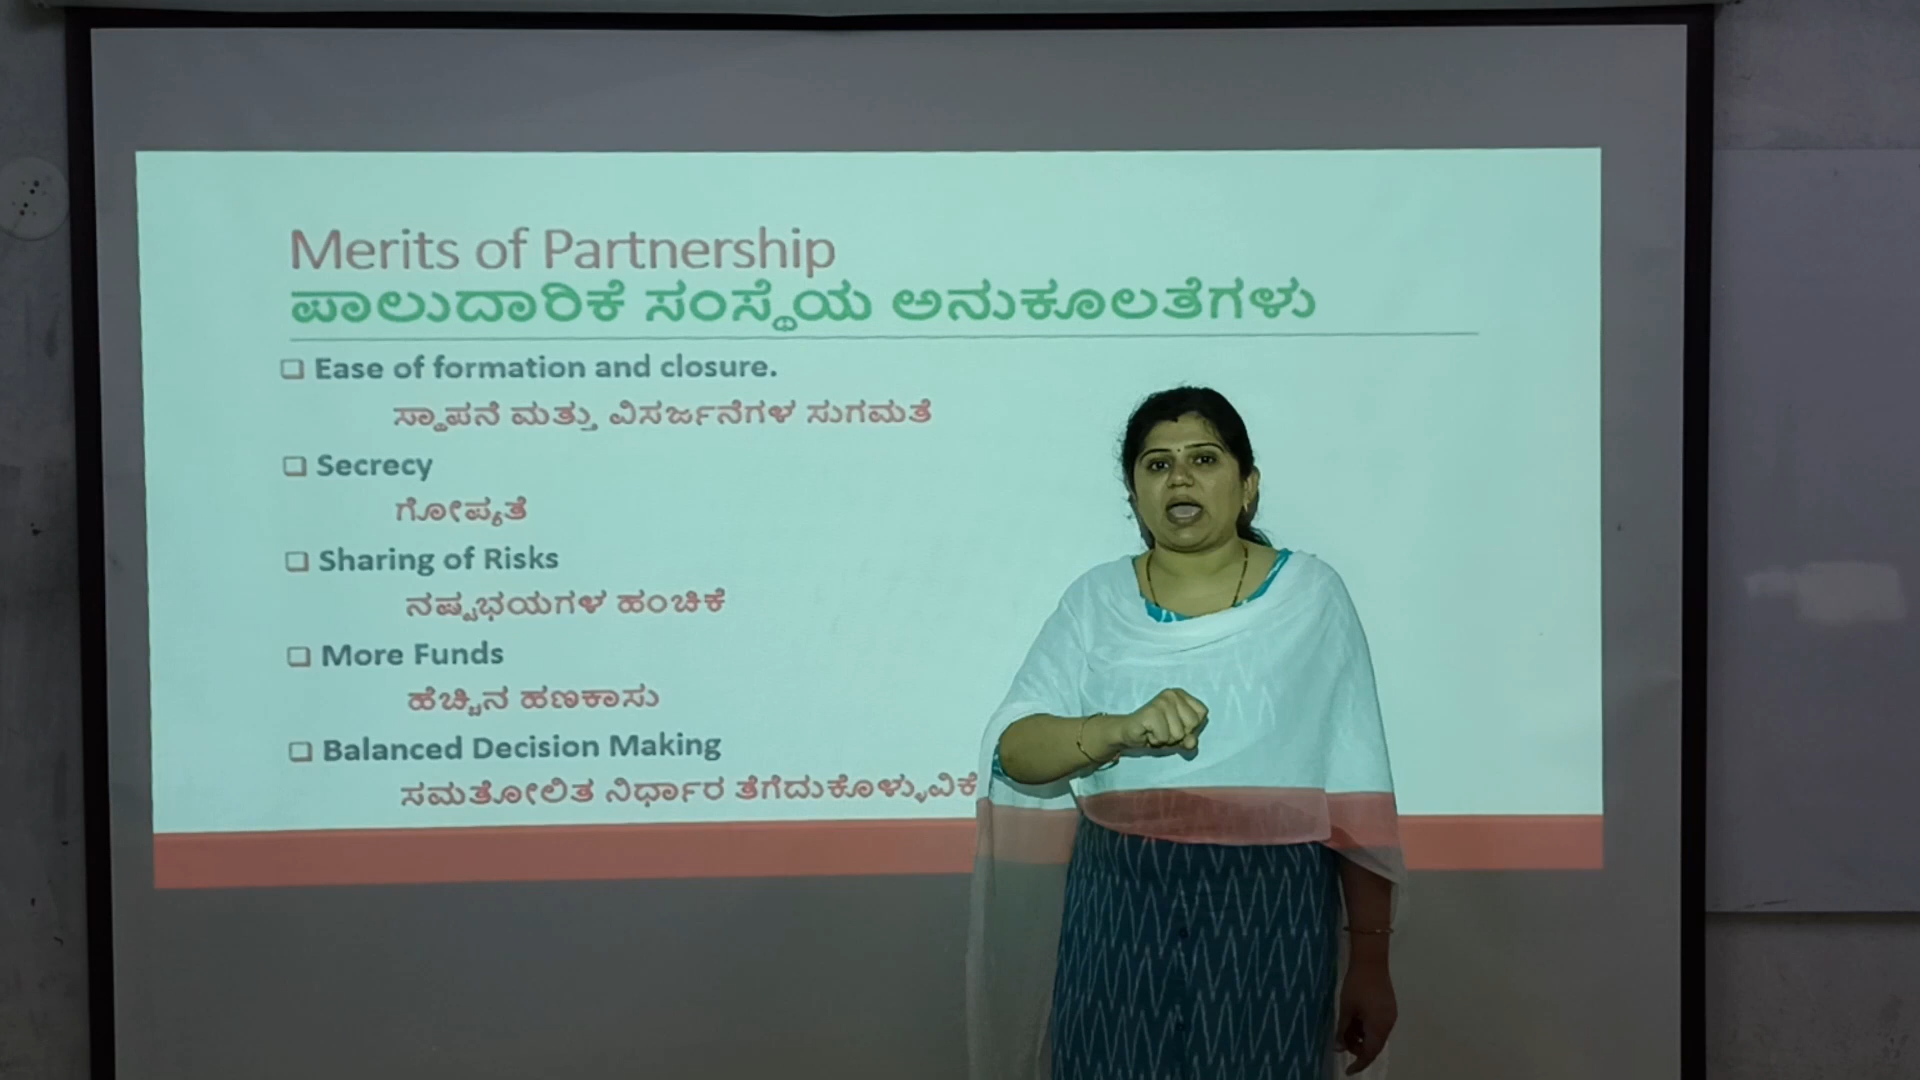 Merits of Partnership
ಪಾಲುದಾರಿಕೆ ಸಂಸ್ಥೆಯ ಅನುಕೂಲತೆಗಳು
Ease of formation and closure.
ಸ್ಥಾಪನೆ ಮತ್ತು ವಿಸರ್ಜನೆಗಳ ಸುಗಮತೆ
Secrecy
ಗೋಪ್ಯತೆ
Sharing of Risks
ನಷ್ಟಭಯಗಳ ಹಂಚಿಕೆ
More Funds
ಹೆಚ್ಚಿನ ಹಣಕಾಸು
Balanced Decision Making
ಸಮತೋಲಿತ ನಿರ್ಧಾರ ತೆಗೆದುಕೊಳ್ಳುವಿಕೆ